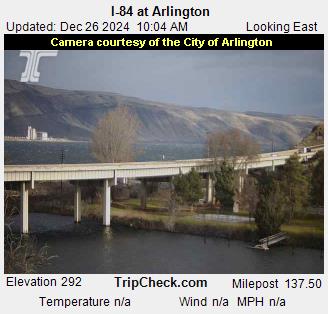 I-84 at Arlington
Updated: Dec 26 2024 10:04 AM Looking East
Camera courtesy of the City of Arlington
Elevation 292 TripCheck.com Milepost 137.50
Temperature n/a Wind n/a MPH n/a